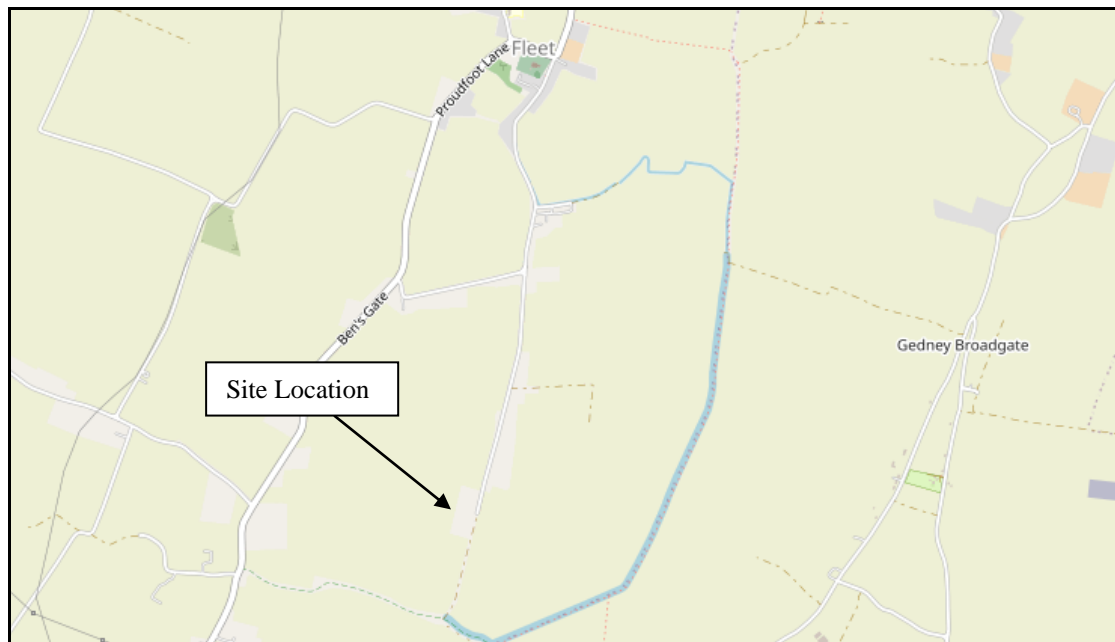 Fleet
Proudfoot Lane
Ben's Gate
Gedney Broadgate
Site Location